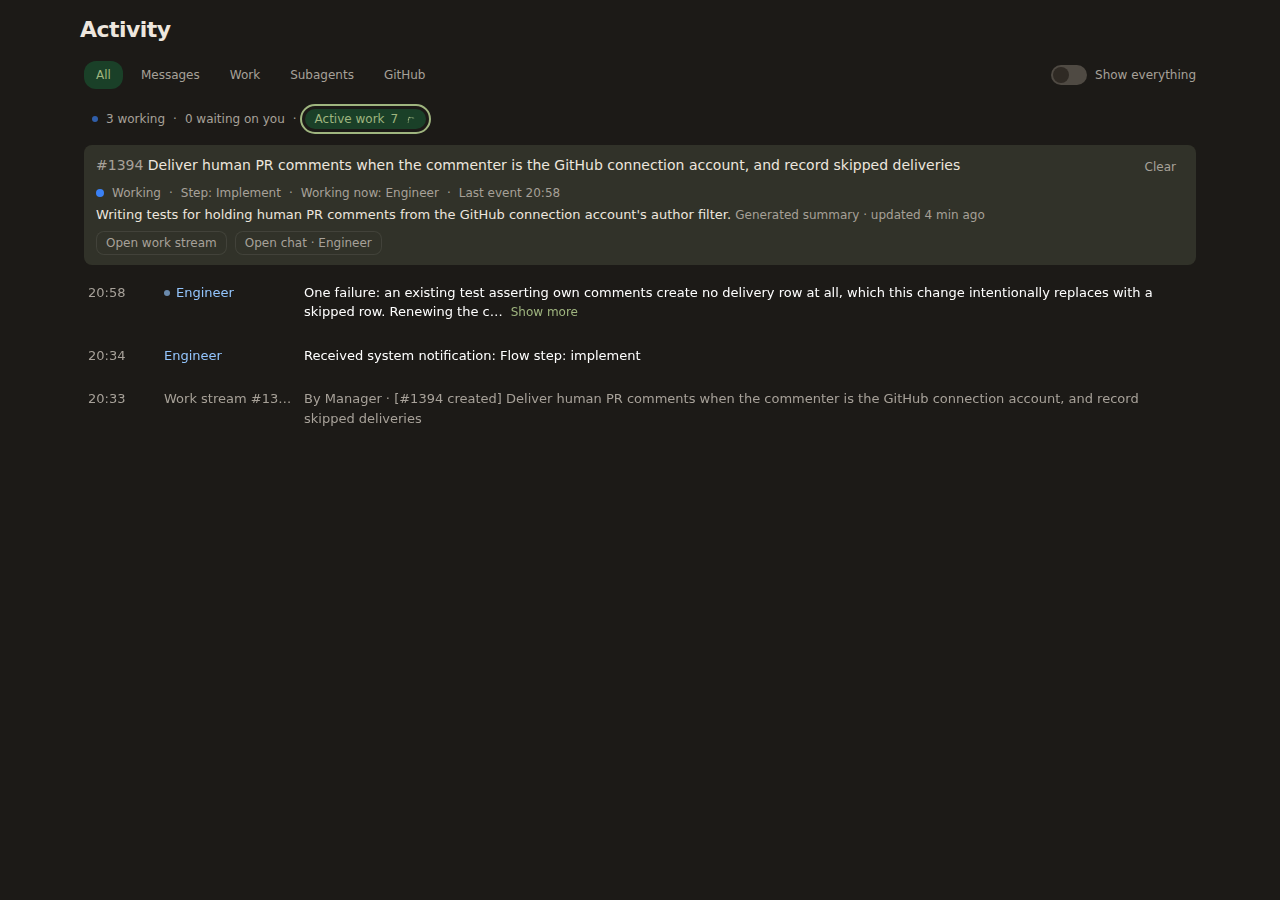 Activity
All Messages Work Subagents GitHub Show everything
3 working · 0 waiting on you · Active work 7
#1394 Deliver human PR comments when the commenter is the GitHub connection account, and record skipped deliveries Clear
Working · Step: Implement · Working now: Engineer · Last event 20:58
Writing tests for holding human PR comments from the GitHub connection account's author filter. Generated summary · updated 4 min ago
Open work stream Open chat · Engineer
20:58 Engineer One failure: an existing test asserting own comments create no delivery row at all, which this change intentionally replaces with a
skipped row. Renewing the c… Show more
20:34 Engineer Received system notification: Flow step: implement
20:33 Work stream #13… By Manager · [#1394 created] Deliver human PR comments when the commenter is the GitHub connection account, and record
skipped deliveries